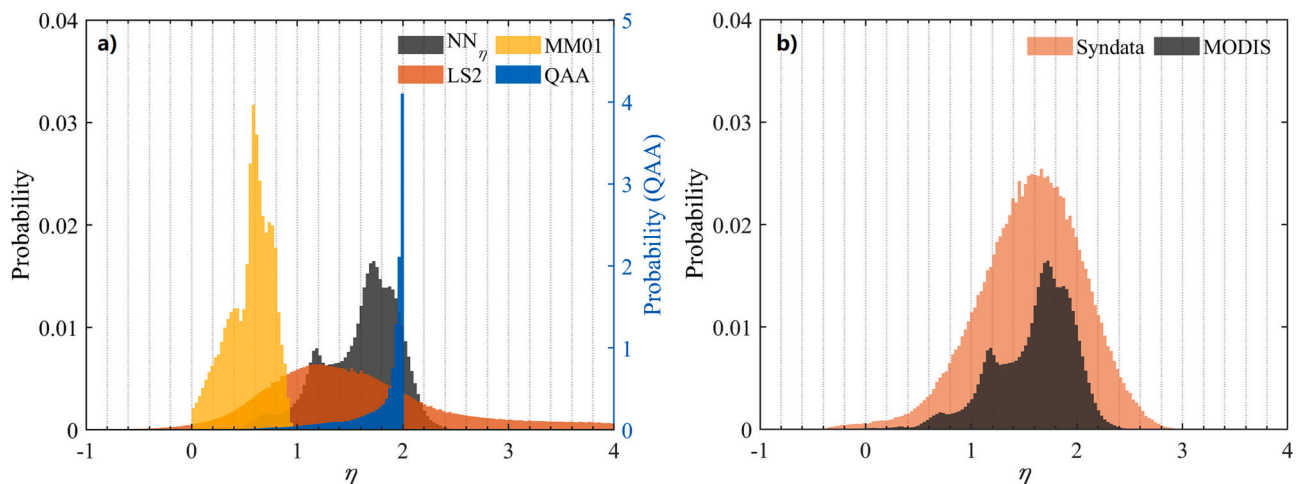 a)
NNη MM01
LS2 QAA
0.04
0.03
0.02
0.01
0
Probability
5
4
3
2
1
0
Probability (QAA)
-1 0 1 2 3 4
η
b)
Syndata MODIS
0.04
0.03
0.02
0.01
0
Probability
-1 0 1 2 3 4
η